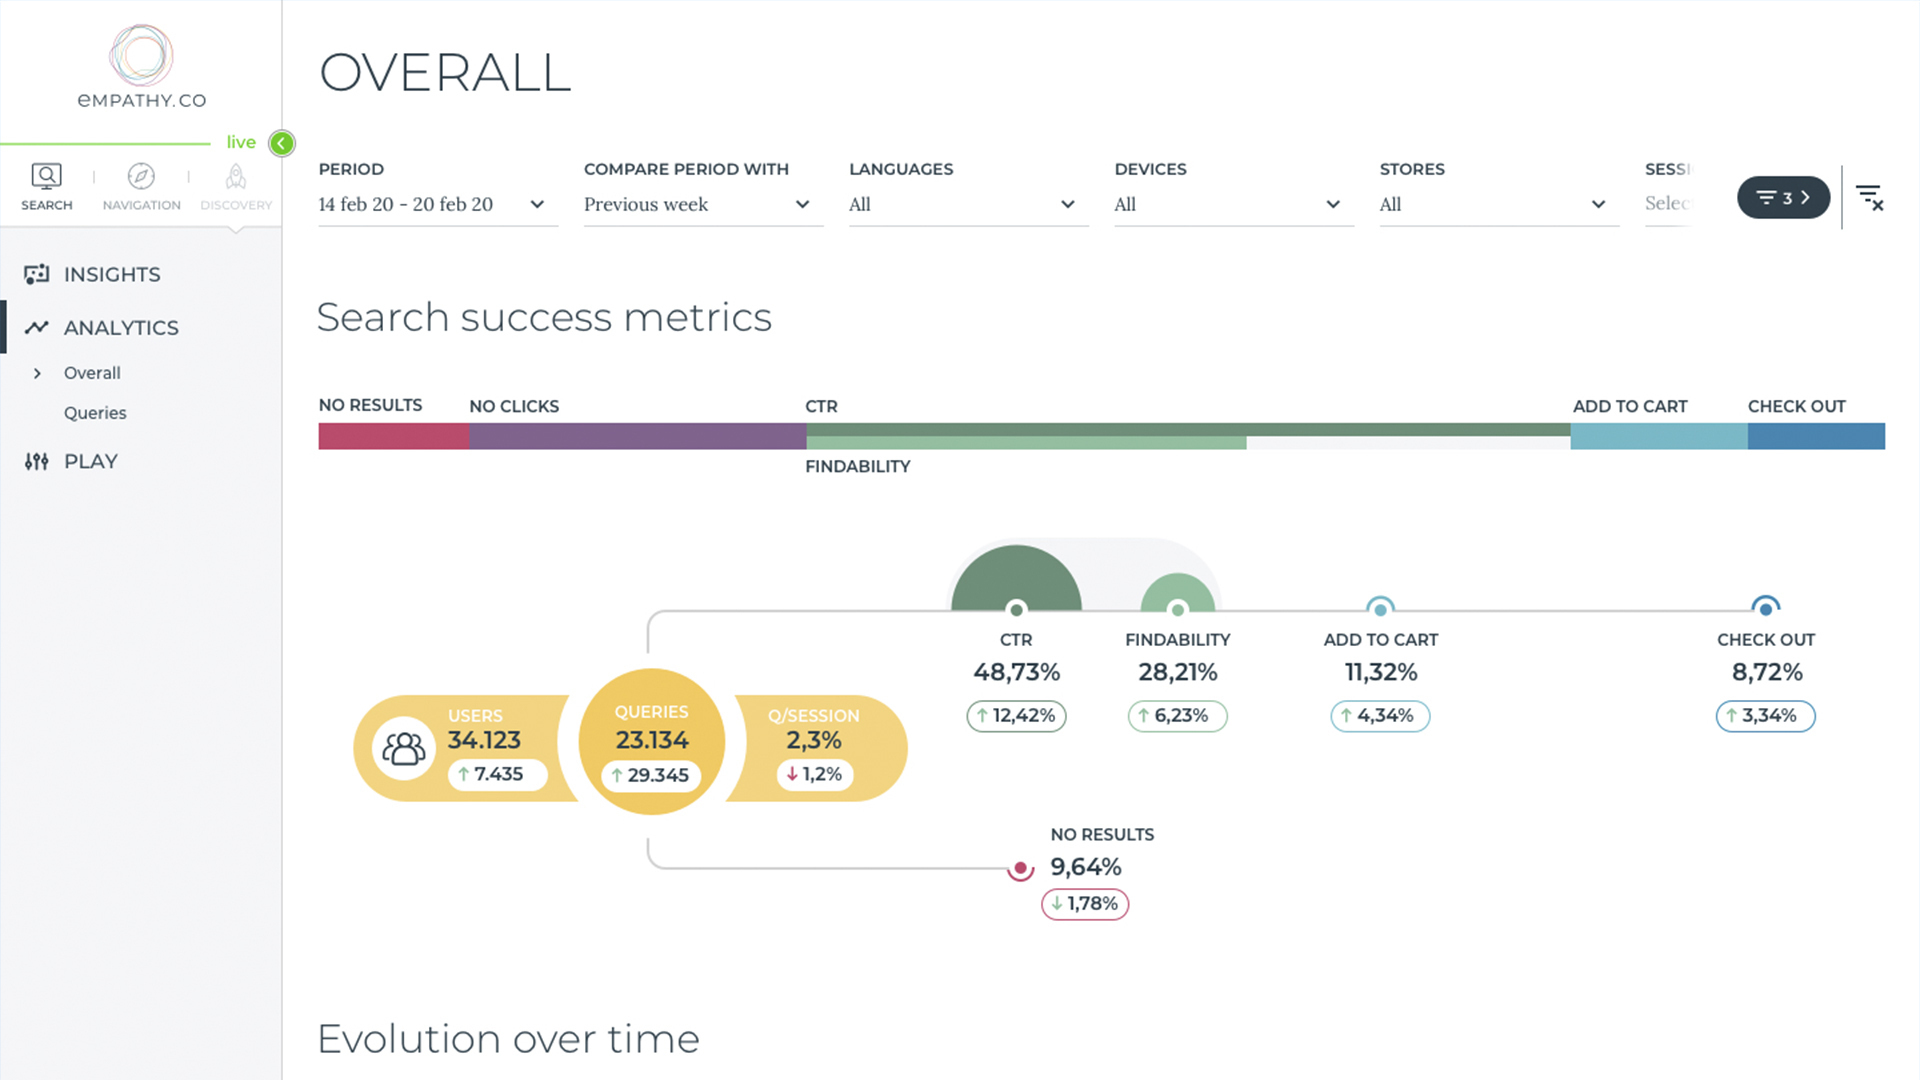 eMPATHY.CO
live
SEARCH
NAVIGATION
DISCOVERY
INSIGHTS
ANALYTICS
Overall
Queries
PLAY
OVERALL
PERIOD
14 feb 20 - 20 feb 20
COMPARE PERIOD WITH
Previous week
LANGUAGES
All
DEVICES
All
STORES
All
3
Search success metrics
NO RESULTS
NO CLICKS
CTR
ADD TO CART
CHECK OUT
FINDABILITY
CTR
48,73%
12,42%
FINDABILITY
28,21%
6,23%
ADD TO CART
11,32%
4,34%
CHECK OUT
8,72%
3,34%
USERS
34.123
7.435
QUERIES
23.134
29.345
Q/SESSION
2,3%
1,2%
NO RESULTS
9,64%
1,78%
Evolution over time